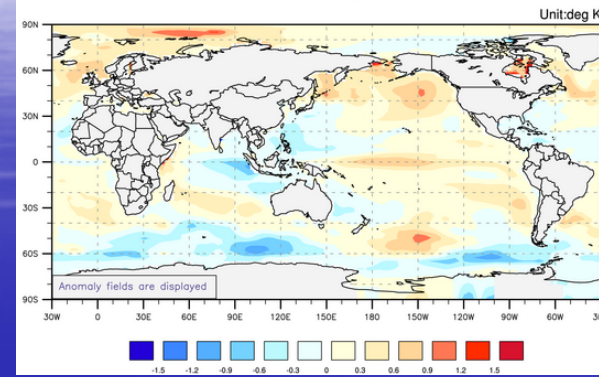 Unit:deg K
90N
60N
30N
0
30S
60S
90S
Anomaly fields are displayed
30W 0 30E 60E 90E 120E 150E 180 150W 120W 90W 60W 3
-1.5 -1.2 -0.9 -0.6 -0.3 0 0.3 0.6 0.9 1.2 1.5